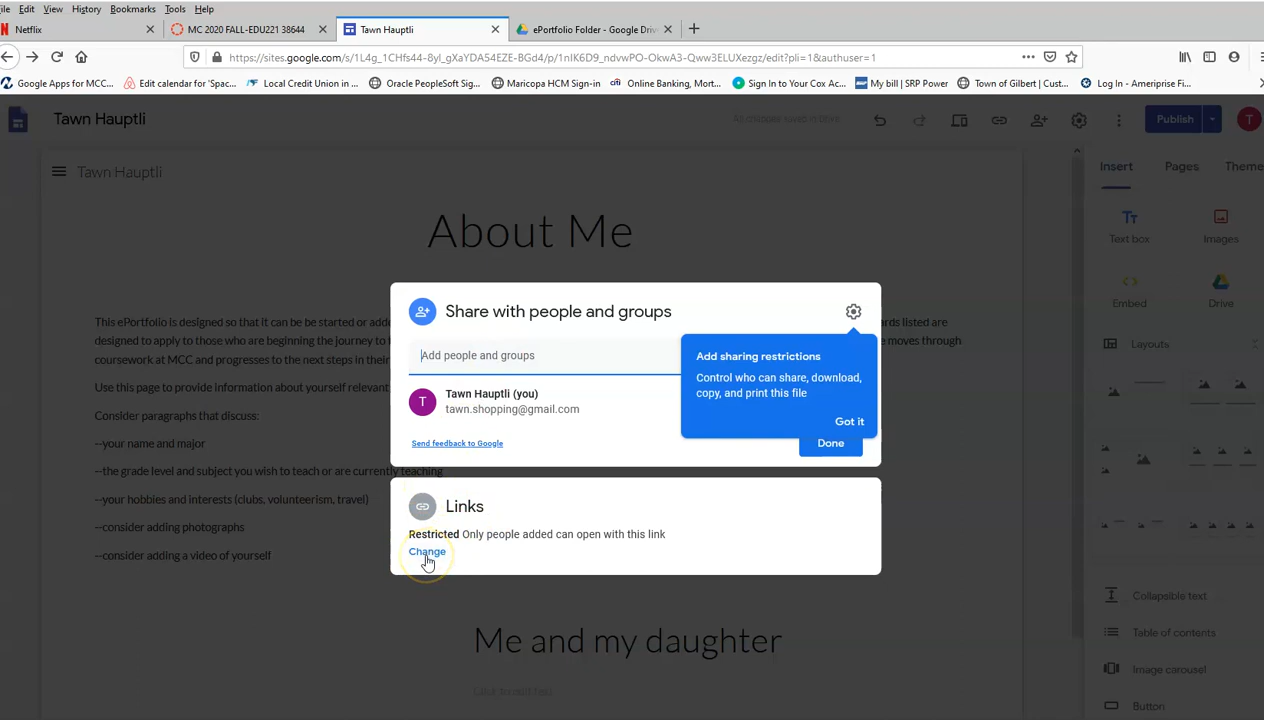 ile Edit View History Bookmarks Tools Help
Netflix
MC 2020 FALL-EDU221 38644
Tawn Hauptli
ePortfolio Folder - Google Driv
https://sites.google.com/s/1L4g_1CHfs44-8yl_gXaYDA54EZE-BGd4/p/1nIK6D9_ndvwPO-OkwA3-Qww3ELUXezgz/edit?pli=1&authuser=1
Google Apps for MCC...
Edit calendar for 'Spac...
Local Credit Union in ...
Oracle PeopleSoft Sig...
Maricopa HCM Sign-in
Online Banking, Mort...
Sign In to Your Cox Ac...
My bill | SRP Power
Town of Gilbert | Cust...
Log In - Ameriprise Fi...
Tawn Hauptli
Publish
T
Tawn Hauptli
Insert Pages Theme
About Me
Text box
Images
Embed
Drive
Layouts
This ePortfolio is designed so that it can be be started or adde
designed to apply to those who are beginning the journey to t
coursework at MCC and progresses to the next steps in their
ards listed are
e moves through
Use this page to provide information about yourself relevant
Consider paragraphs that discuss:
--your name and major
--the grade level and subject you wish to teach or are currently teaching
--your hobbies and interests (clubs, volunteerism, travel)
--consider adding photographs
--consider adding a video of yourself
Share with people and groups
Add people and groups
T
Tawn Hauptli (you)
tawn.shopping@gmail.com
Send feedback to Google
Add sharing restrictions
Control who can share, download,
copy, and print this file
Got it
Done
Links
Restricted Only people added can open with this link
Change
Me and my daughter
Collapsible text
Table of contents
Image carousel
Button